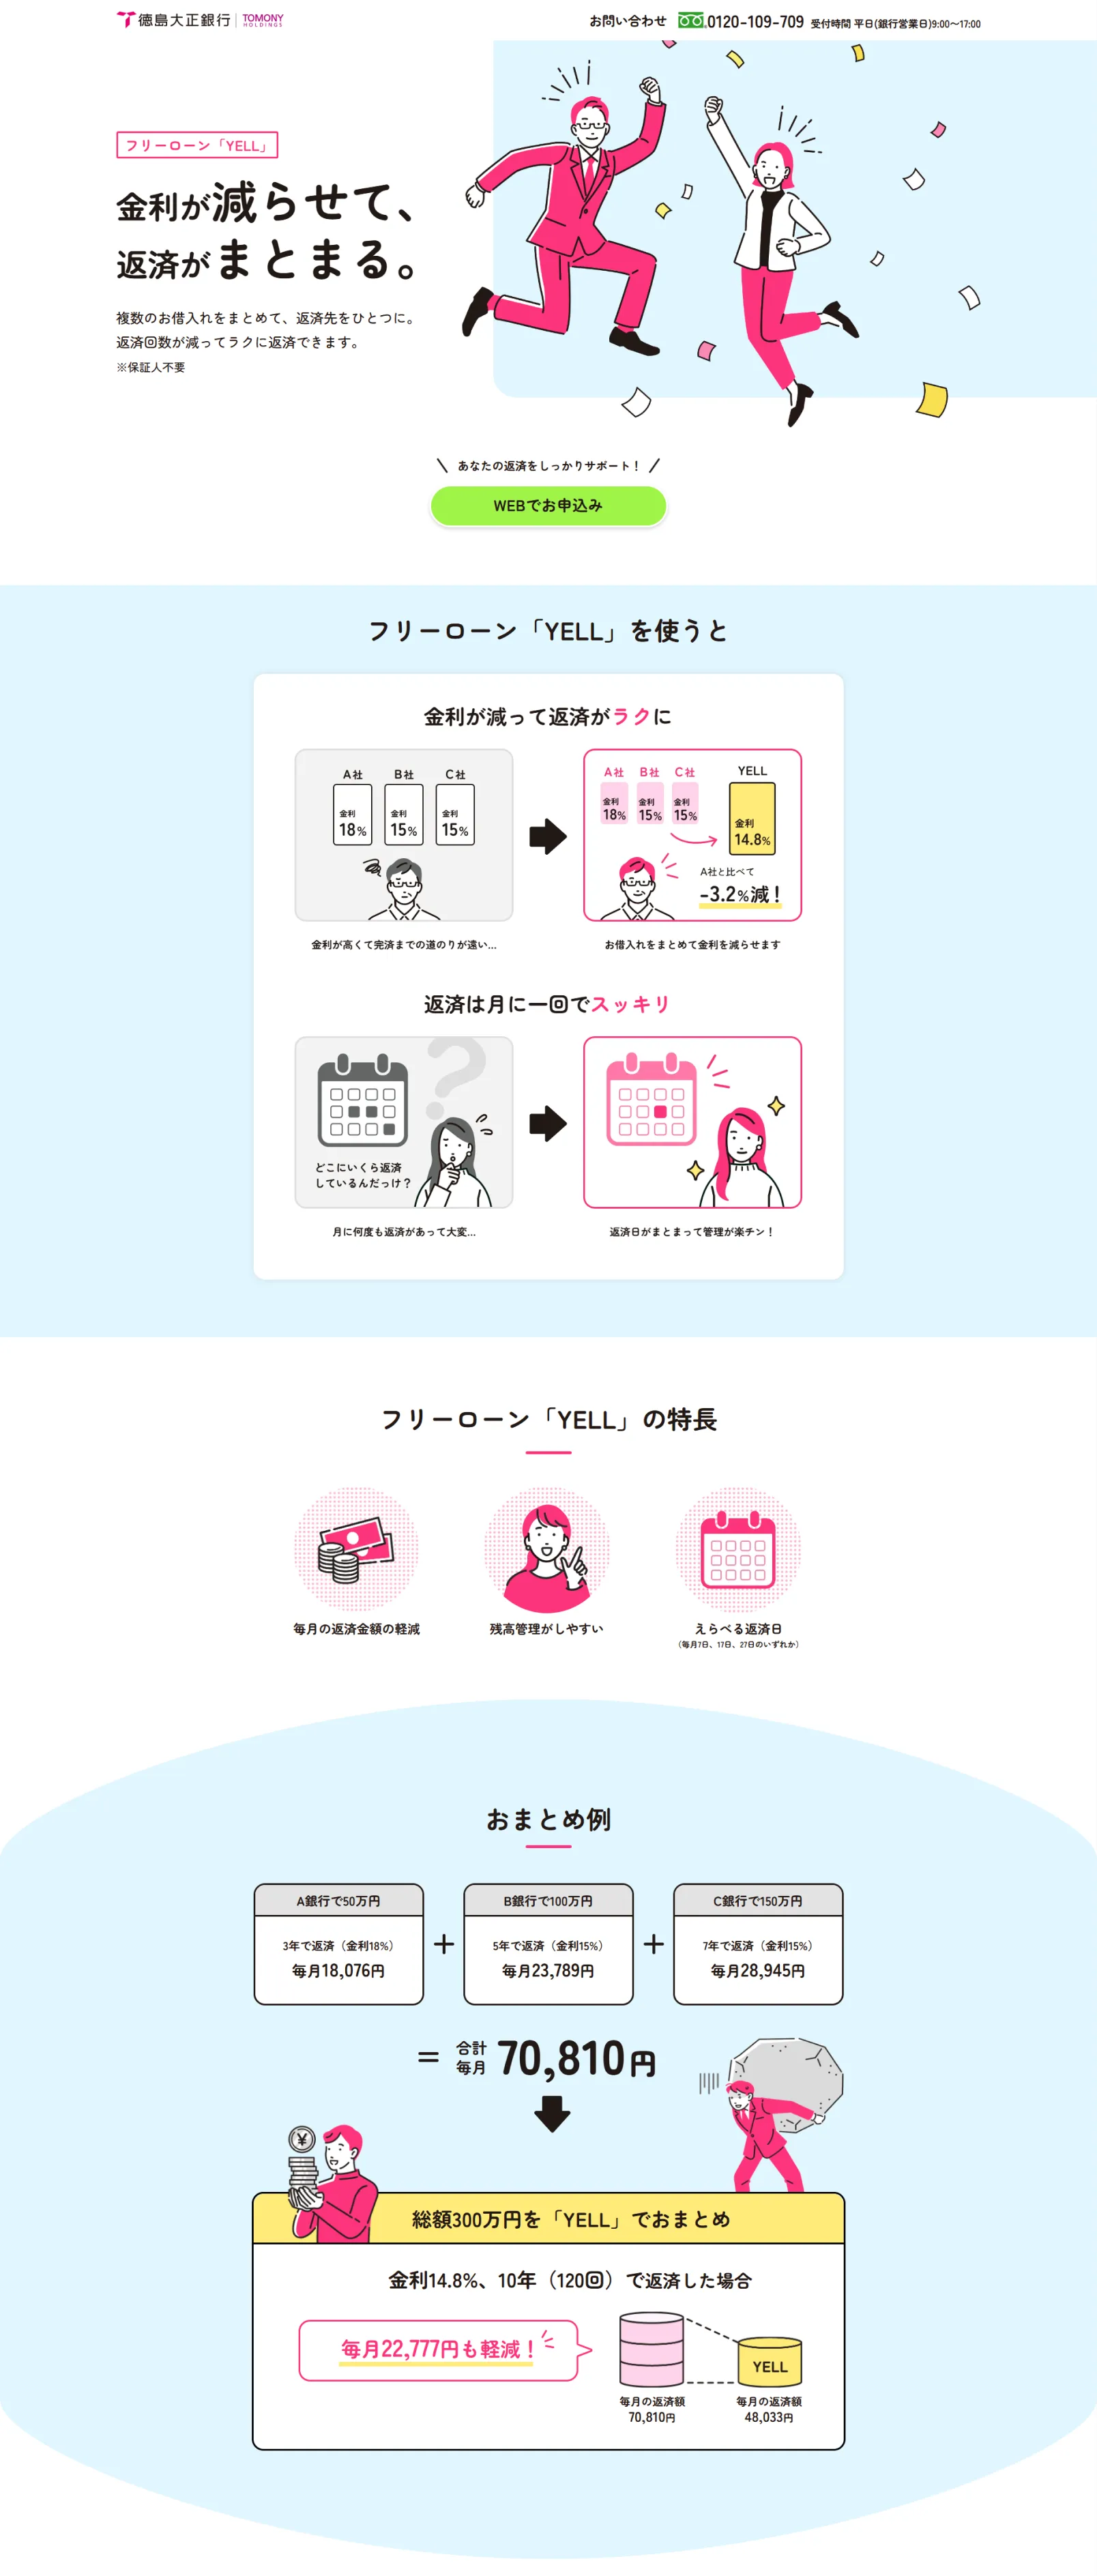 徳島大正銀行 TOMONY HOLDINGS
お問い合わせ 0120-109-709 受付時間 平日(銀行営業日)9:00〜17:00
フリーローン「YELL」
金利が減らせて、
返済がまとまる。
複数のお借入れをまとめて、返済先をひとつに。
返済回数が減ってラクに返済できます。
※保証人不要
あなたの返済をしっかりサポート！
WEBでお申込み
フリーローン「YELL」を使うと
金利が減って返済がラクに
A社 B社 C社
金利 金利 金利
18% 15% 15%
A社 B社 C社 YELL
金利 金利 金利
18% 15% 15%
金利
14.8%
A社と比べて
-3.2%減！
金利が高くて完済までの道のりが遠い...
お借入れをまとめて金利を減らせます
返済は月に一回でスッキリ
?
どこにいくら返済
しているんだっけ？
月に何度も返済があって大変...
返済日がまとまって管理が楽チン！
フリーローン「YELL」の特長
毎月の返済金額の軽減
残高管理がしやすい
えらべる返済日
（毎月7日、17日、27日のいずれか）
おまとめ例
A銀行で50万円
3年で返済（金利18%）
毎月18,076円
+
B銀行で100万円
5年で返済（金利15%）
毎月23,789円
+
C銀行で150万円
7年で返済（金利15%）
毎月28,945円
= 合計毎月 70,810円
¥
総額300万円を「YELL」でおまとめ
金利14.8%、10年（120回）で返済した場合
毎月22,777円も軽減！
YELL
毎月の返済額
70,810円
毎月の返済額
48,033円